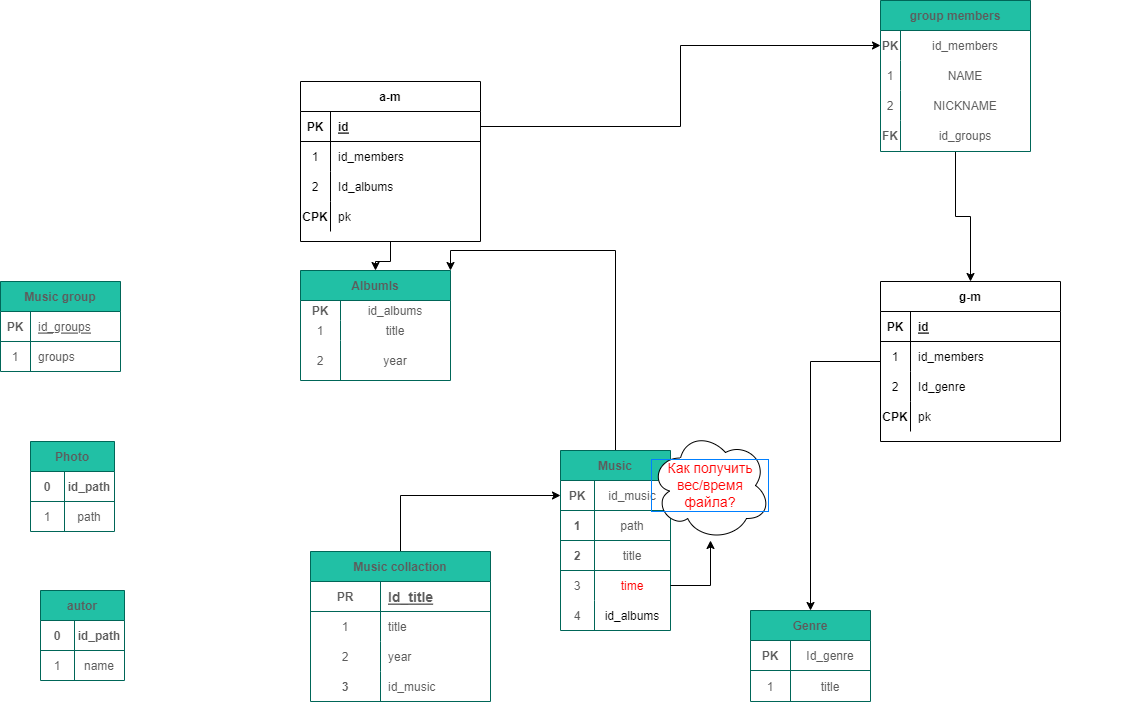 group members
PK id_members
1 NAME
2 NICKNAME
FK id_groups
a-m
PK id
1 id_members
2 Id_albums
CPK pk
Albumls
PK id_albums
1 title
2 year
Music group
PK id_groups
1 groups
g-m
PK id
1 id_members
2 Id_genre
CPK pk
Photo
0 id_path
1 path
Music
PK id_music
1 path
2 title
3 time
4 id_albums
Как получить
вес/время
файла?
Music collaction
PR Id_title
1 title
2 year
3 id_music
autor
0 id_path
1 name
Genre
PK Id_genre
1 title